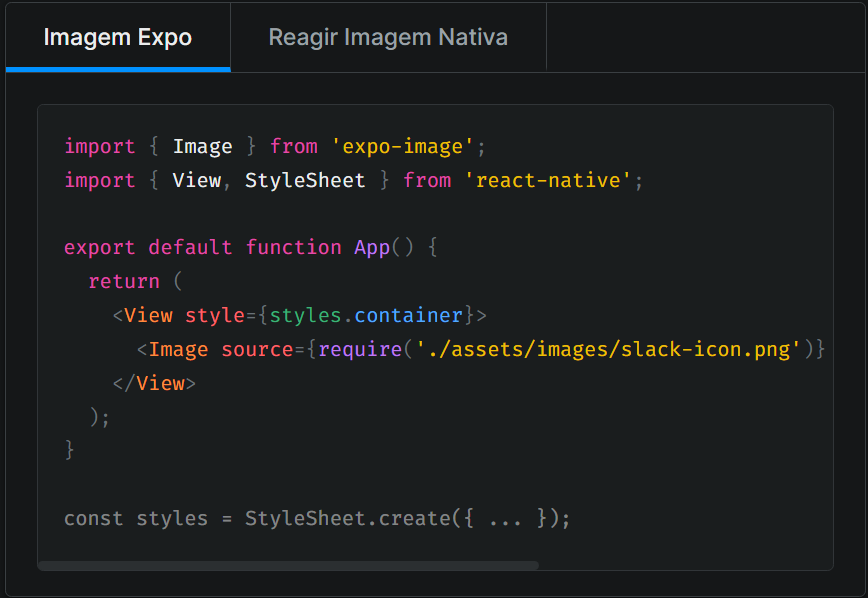 Imagem Expo
Reagir Imagem Nativa
import { Image } from 'expo-image';
import { View, StyleSheet } from 'react-native';
export default function App() {
return (
<View style={styles.container}>
<Image source={require('./assets/images/slack-icon.png')}
</View>
);
}
const styles = StyleSheet.create({ ... });